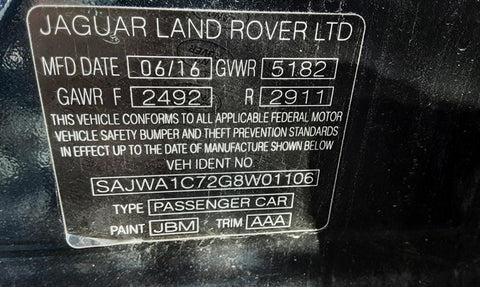 JAGUAR LAND ROVER LTD
MFD DATE 06/16 GVWR 5182
GAWR F 2492 R 2911
THIS VEHICLE CONFORMS TO ALL APPLICABLE FEDERAL MOTOR
VEHICLE SAFETY BUMPER AND THEFT PREVENTION STANDARDS
IN EFFECT UP TO THE DATE OF MANUFACTURE SHOWN BELOW
VEH IDENT NO.
SAJWA1C72G8W01106
TYPE PASSENGER CAR
PAINT JBM TRIM AAA